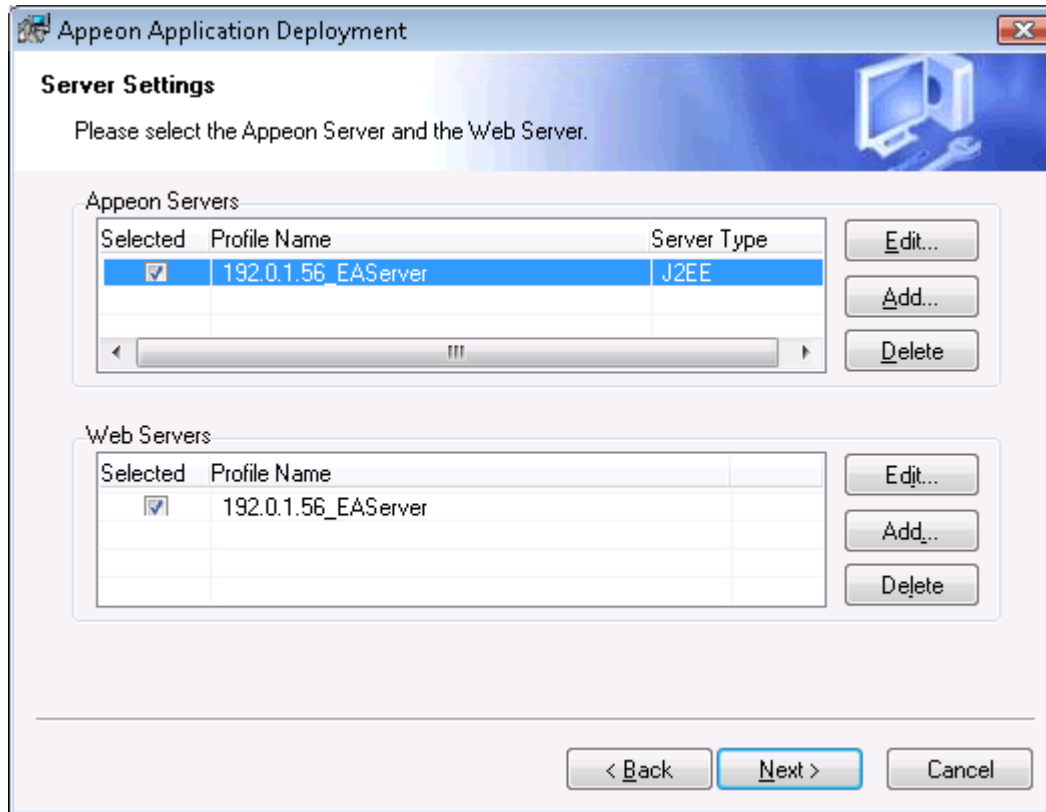 Appeon Application Deployment
Server Settings
Please select the Appeon Server and the Web Server.
Appeon Servers
Selected Profile Name Server Type
192.0.1.56_EAServer J2EE
Edit...
Add...
Delete
Web Servers
Selected Profile Name
192.0.1.56_EAServer
Edit...
Add...
Delete
< Back Next > Cancel